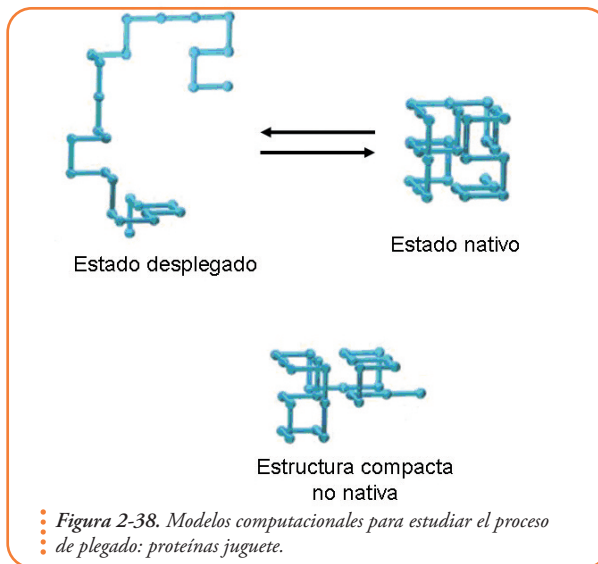 Estado desplegado
Estado nativo
Estructura compacta
no nativa
Figura 2-38. Modelos computacionales para estudiar el proceso
de plegado: proteínas juguete.